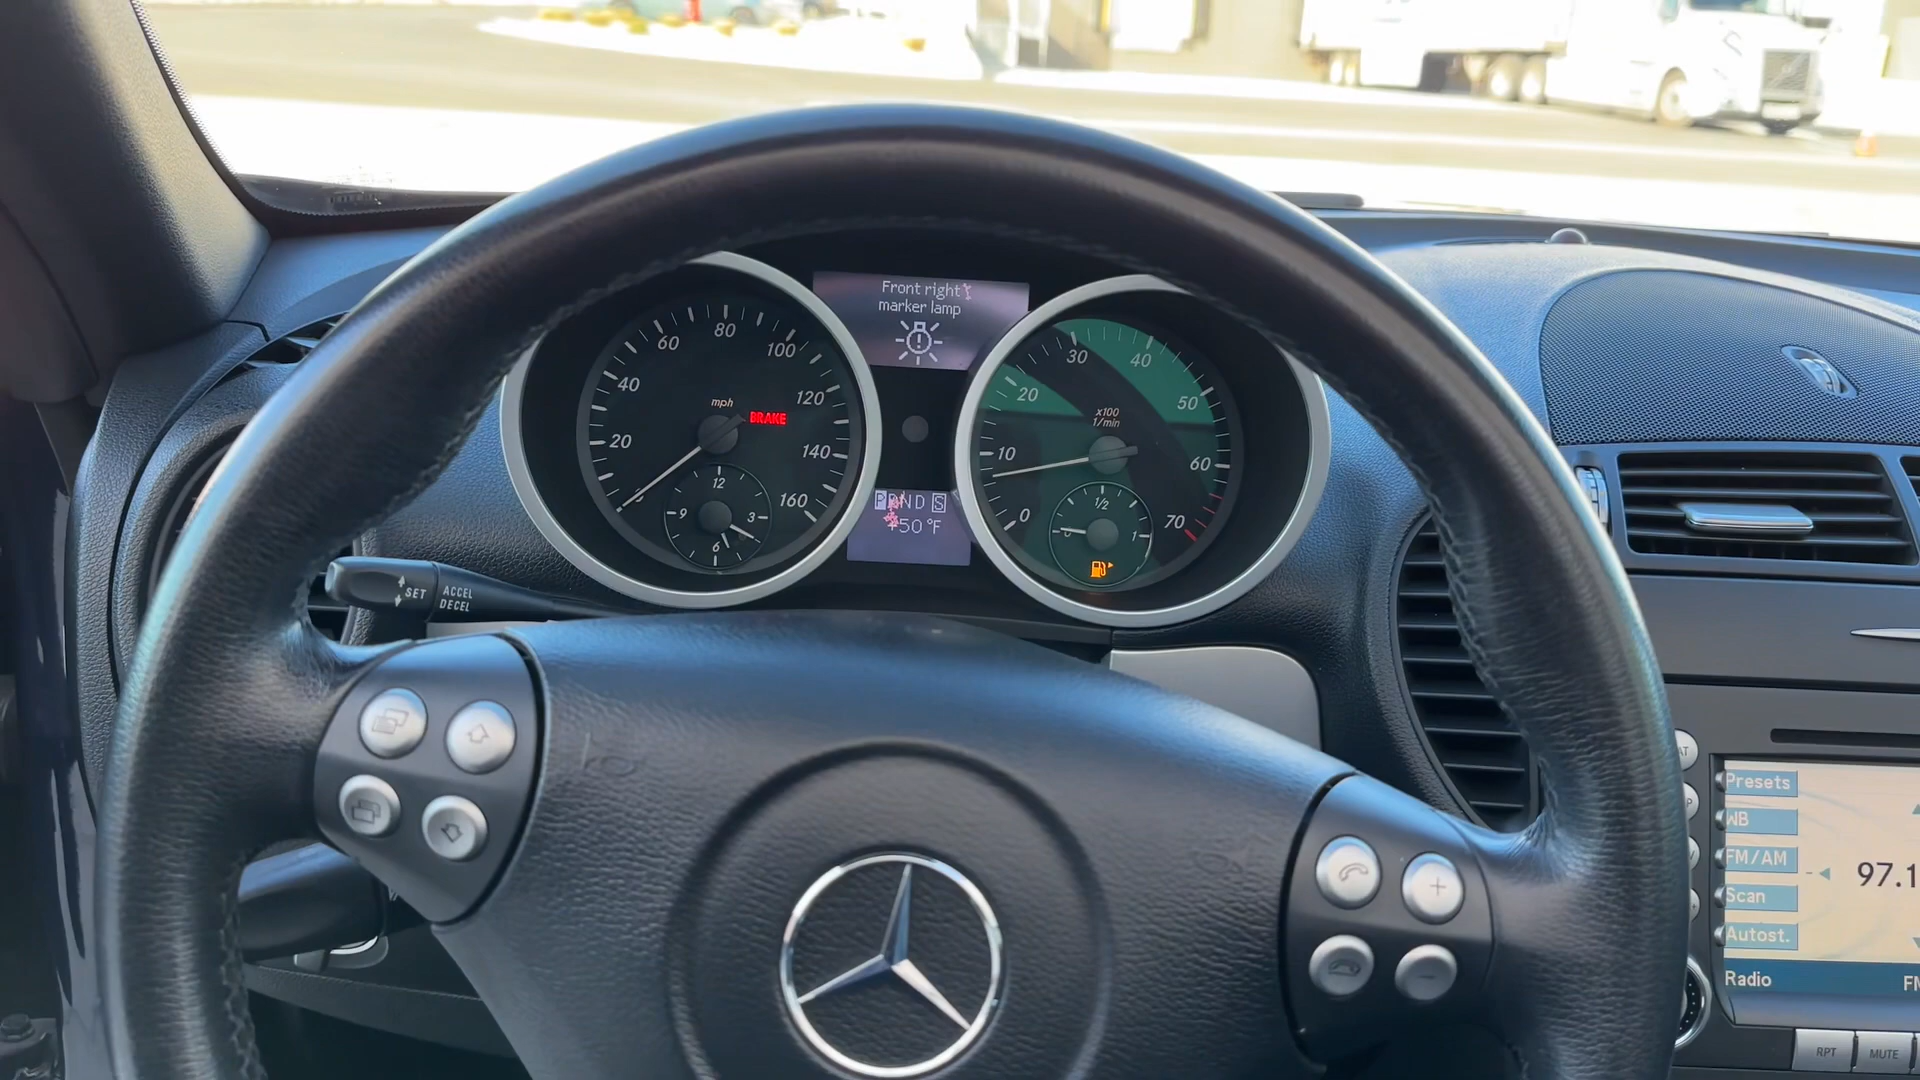 Front right
marker lamp
20
40
60
80
100
120
140
160
mph
BRAKE
12
3
6
9
PRND S
+50°F
0
10
20
30
40
50
60
70
x100
1/min
1/2
1
SET
ACCEL
DECEL
Presets
WB
FM/AM
97.1
Scan
Autost.
Radio
RPT
MUTE